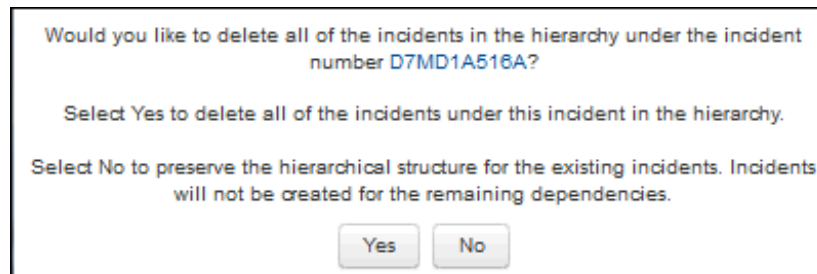 Would you like to delete all of the incidents in the hierarchy under the incident
number D7MD1A516A?
Select Yes to delete all of the incidents under this incident in the hierarchy.
Select No to preserve the hierarchical structure for the existing incidents. Incidents
will not be created for the remaining dependencies.
Yes No